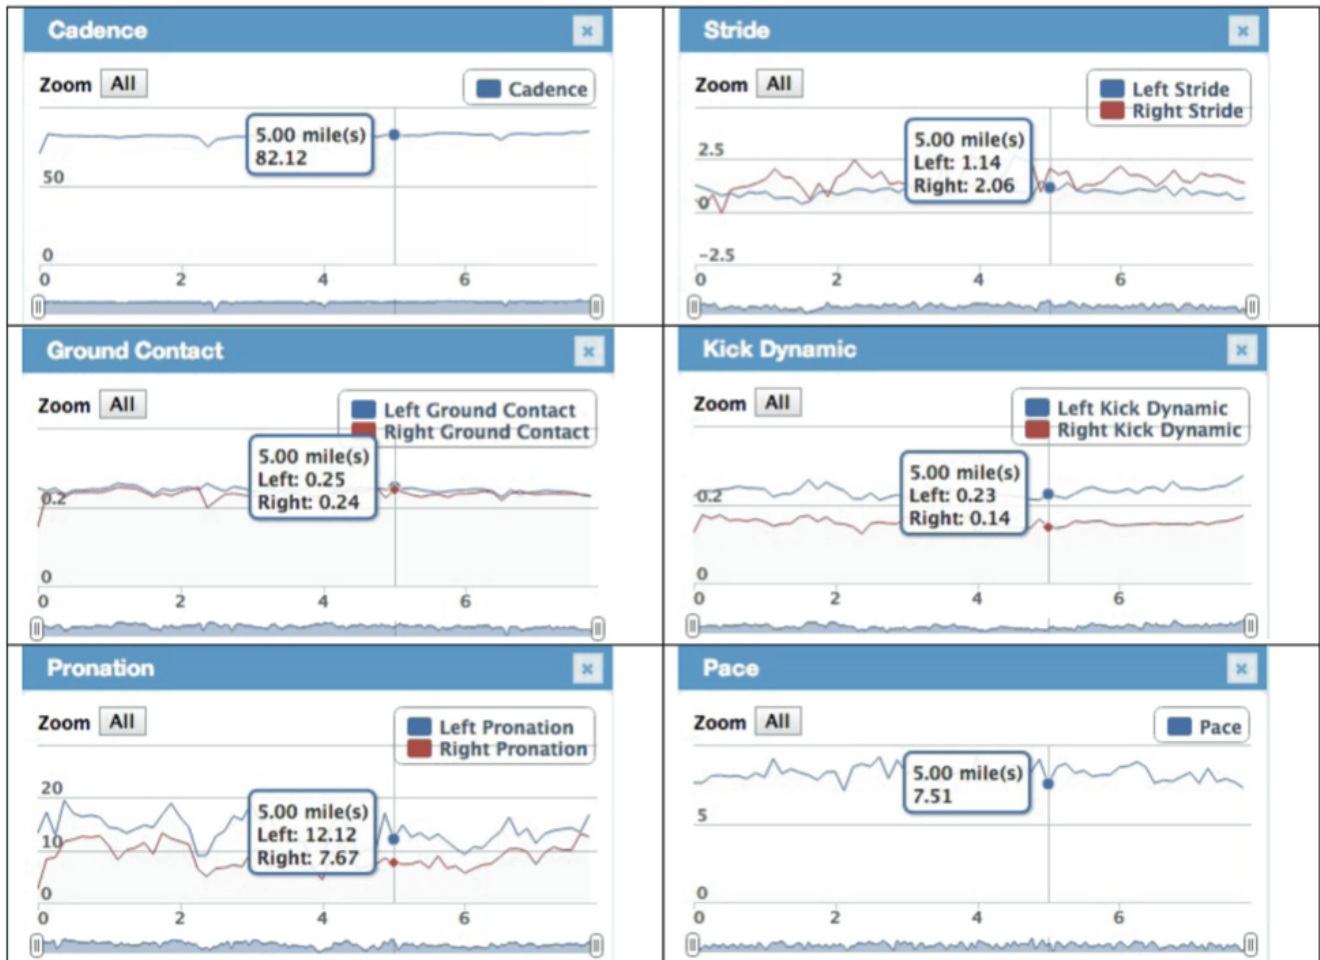 Cadence
×
Zoom All
Cadence
5.00 mile(s)
82.12
50
0
0 2 4 6
Stride
×
Zoom All
Left Stride
Right Stride
5.00 mile(s)
Left: 1.14
Right: 2.06
2.5
0
-2.5
0 2 4 6
Ground Contact
×
Zoom All
Left Ground Contact
Right Ground Contact
5.00 mile(s)
Left: 0.25
Right: 0.24
0.2
0
0 2 4 6
Kick Dynamic
×
Zoom All
Left Kick Dynamic
Right Kick Dynamic
5.00 mile(s)
Left: 0.23
Right: 0.14
0.2
0
0 2 4 6
Pronation
×
Zoom All
Left Pronation
Right Pronation
20
5.00 mile(s)
Left: 12.12
Right: 7.67
10
0
0 2 4 6
Pace
×
Zoom All
Pace
5.00 mile(s)
7.51
5
0
0 2 4 6